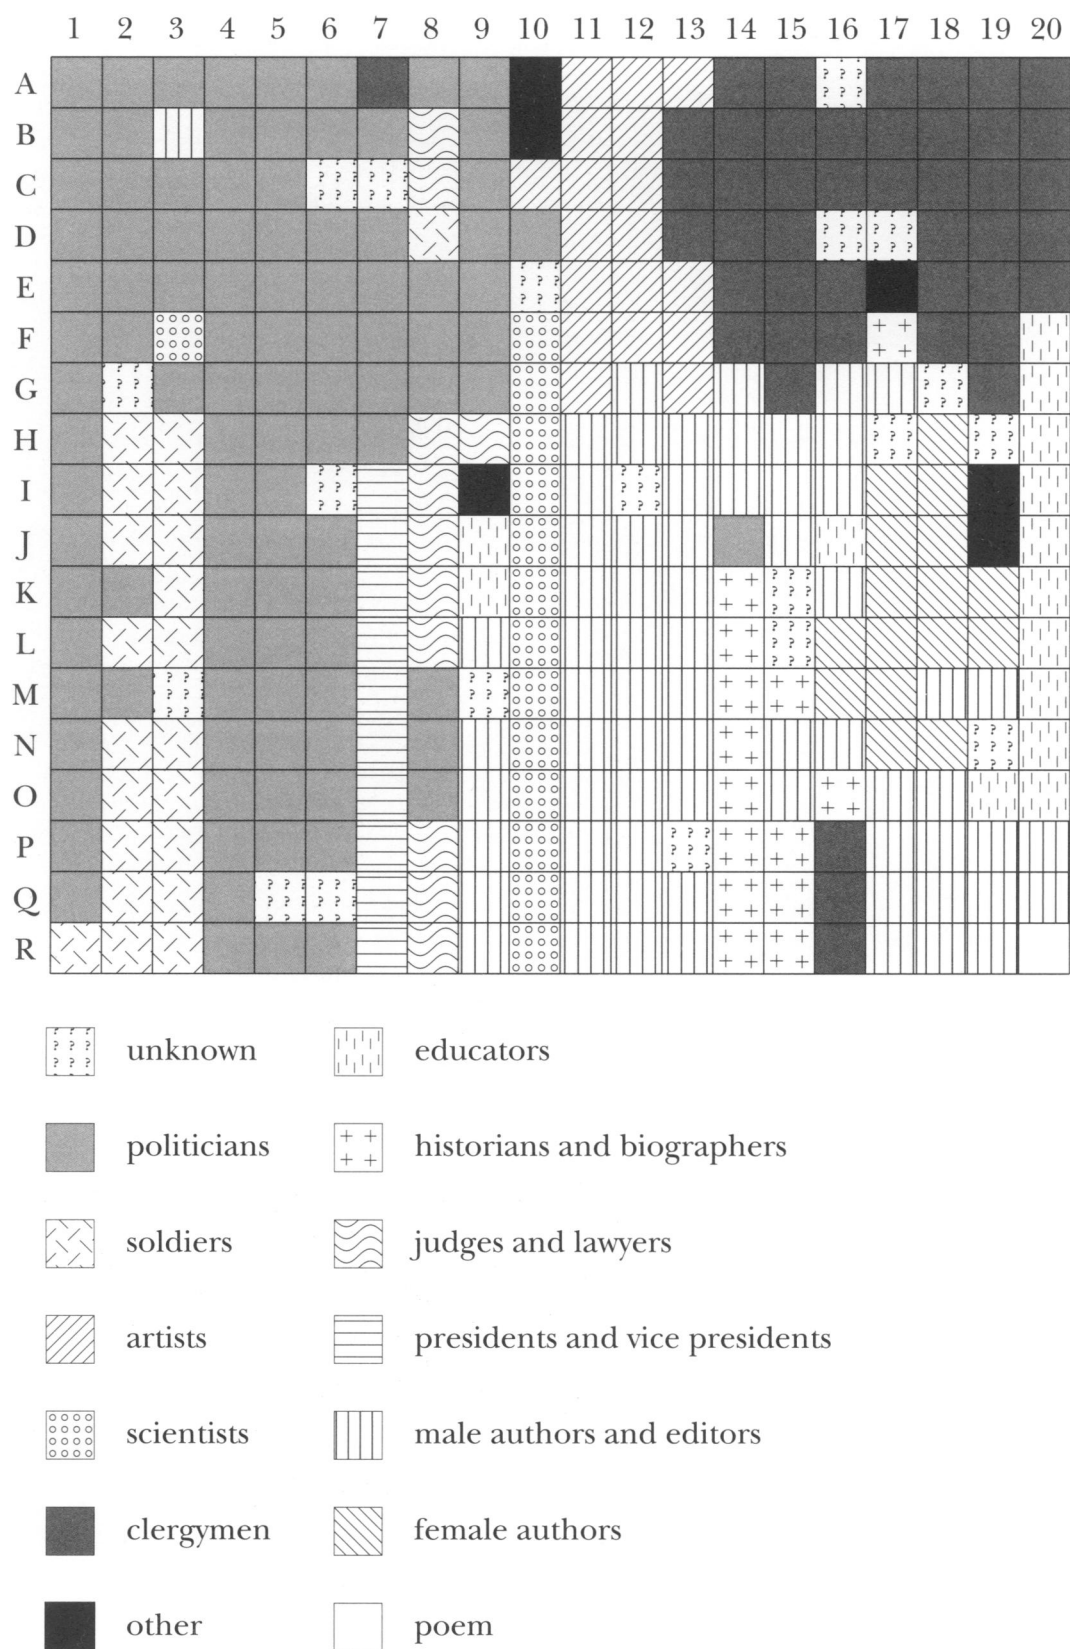 1 2 3 4 5 6 7 8 9 10 11 12 13 14 15 16 17 18 19 20
A
B
C
D
E
F
G
H
I
J
K
L
M
N
O
P
Q
R
unknown educators
politicians historians and biographers
soldiers judges and lawyers
artists presidents and vice presidents
scientists male authors and editors
clergymen female authors
other poem